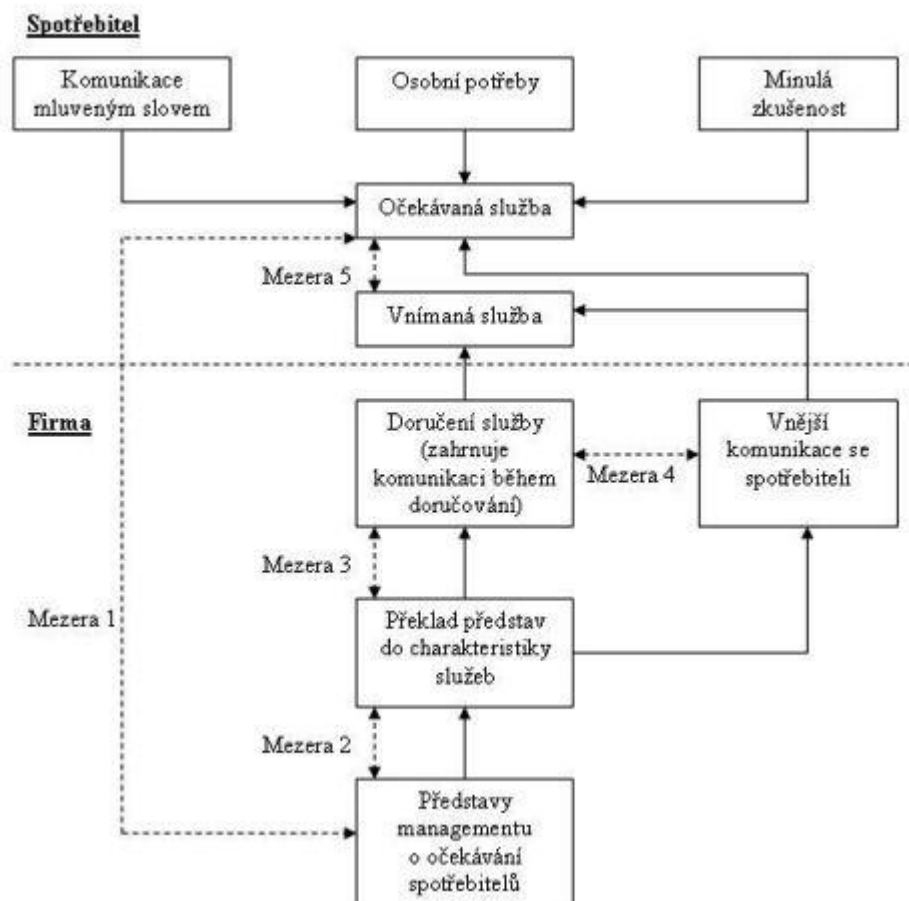 Spotřebitel
Komunikace
mluveným slovem
Osobní potřeby
Minulá
zkušenost
Očekávaná služba
Mezera 5
Vnímaná služba
Firma
Doručení služby
(zahrnuje
komunikaci během
doručování)
Mezera 4
Vnější
komunikace se
spotřebiteli
Mezera 3
Mezera 1
Překlad představ
do charakteristiky
služeb
Mezera 2
Představy
managementu
o očekávání
spotřebitelů